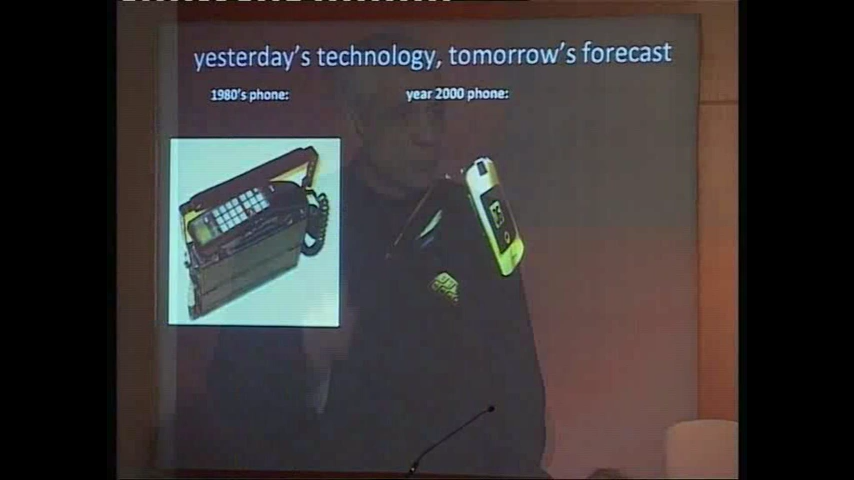 yesterday's technology, tomorrow's forecast
1980's phone:
year 2000 phone: